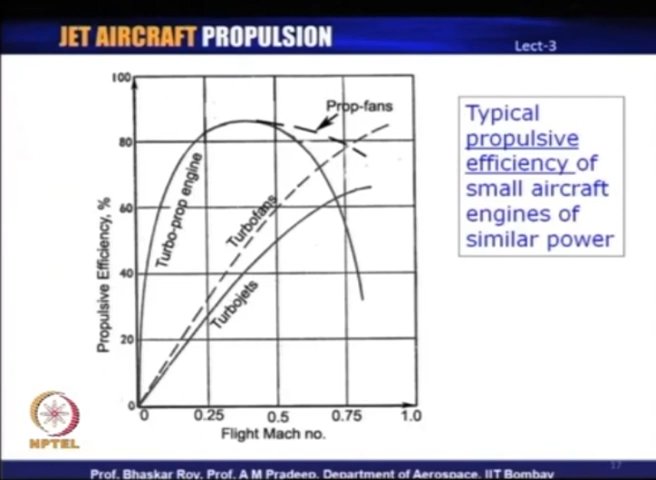 JET AIRCRAFT PROPULSION
Lect-3
100
80
60
40
20
0
Propulsive Efficiency, %
Turbo-prop engine
Turbofans
Turbojets
Prop-fans
0
0.25
0.5
0.75
1.0
Flight Mach no.
Typical
propulsive
efficiency of
small aircraft
engines of
similar power
NPTEL
17
Prof. Bhaskar Roy, Prof. A M Pradeep, Department of Aerospace, IIT Bombay